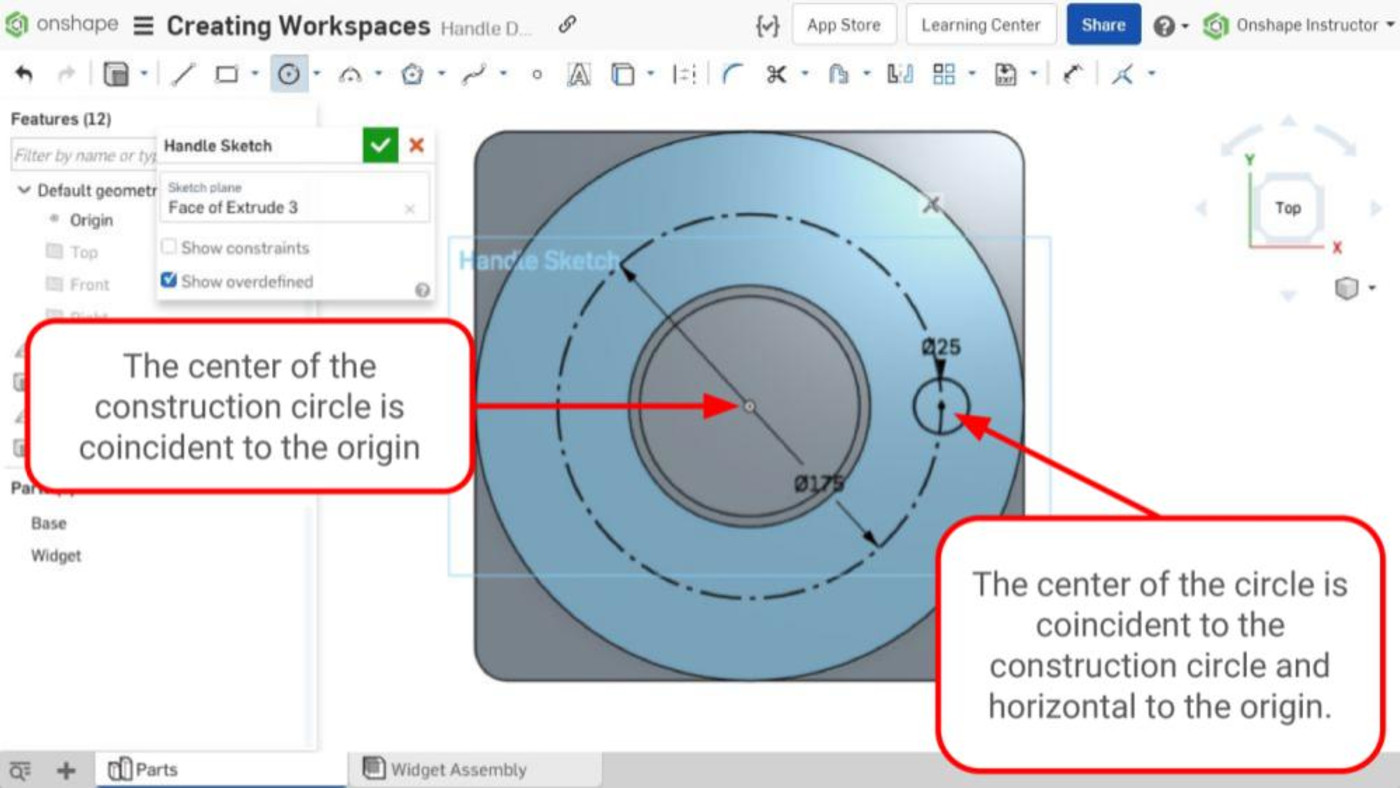 onshape Creating Workspaces Handle D... App Store Learning Center Share Onshape Instructor
Features (12)
Filter by name or typ
Handle Sketch
Sketch plane
Face of Extrude 3
Show constraints
Show overdefined
Default geometr
Origin
Top
Front
Right
Handle Sketch
The center of the
construction circle is
coincident to the origin
Ø25
Ø175
Y
Top
X
The center of the circle is
coincident to the
construction circle and
horizontal to the origin.
Base
Widget
Parts
Widget Assembly